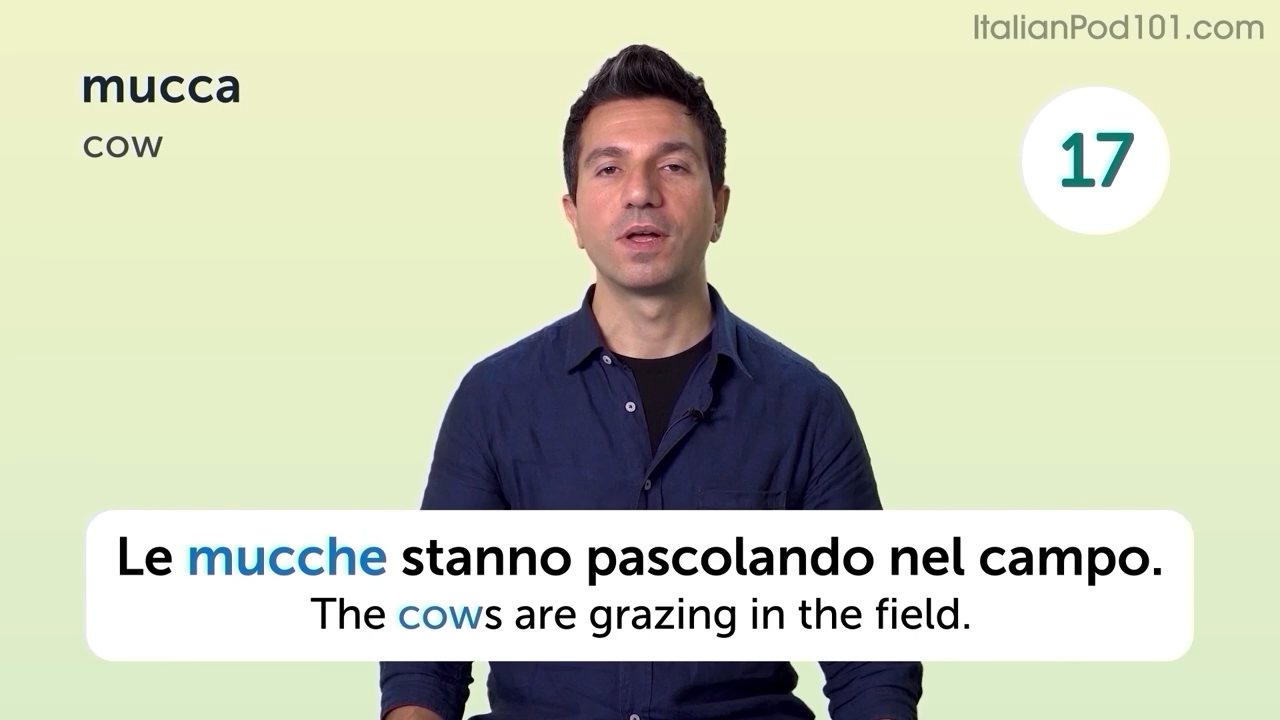 ItalianPod101.com
mucca
cow
17
Le mucche stanno pascolando nel campo.
The cows are grazing in the field.